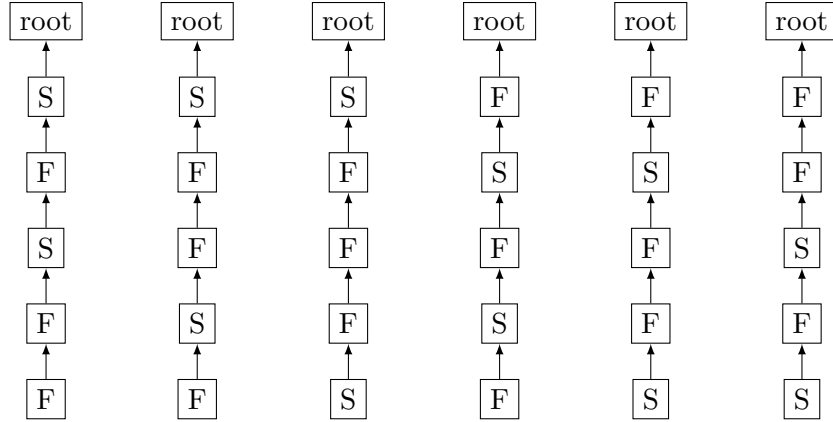 root root root root root root
S S S F F F
F F F S S F
S F F F F S
F S F S F F
F F S F S S